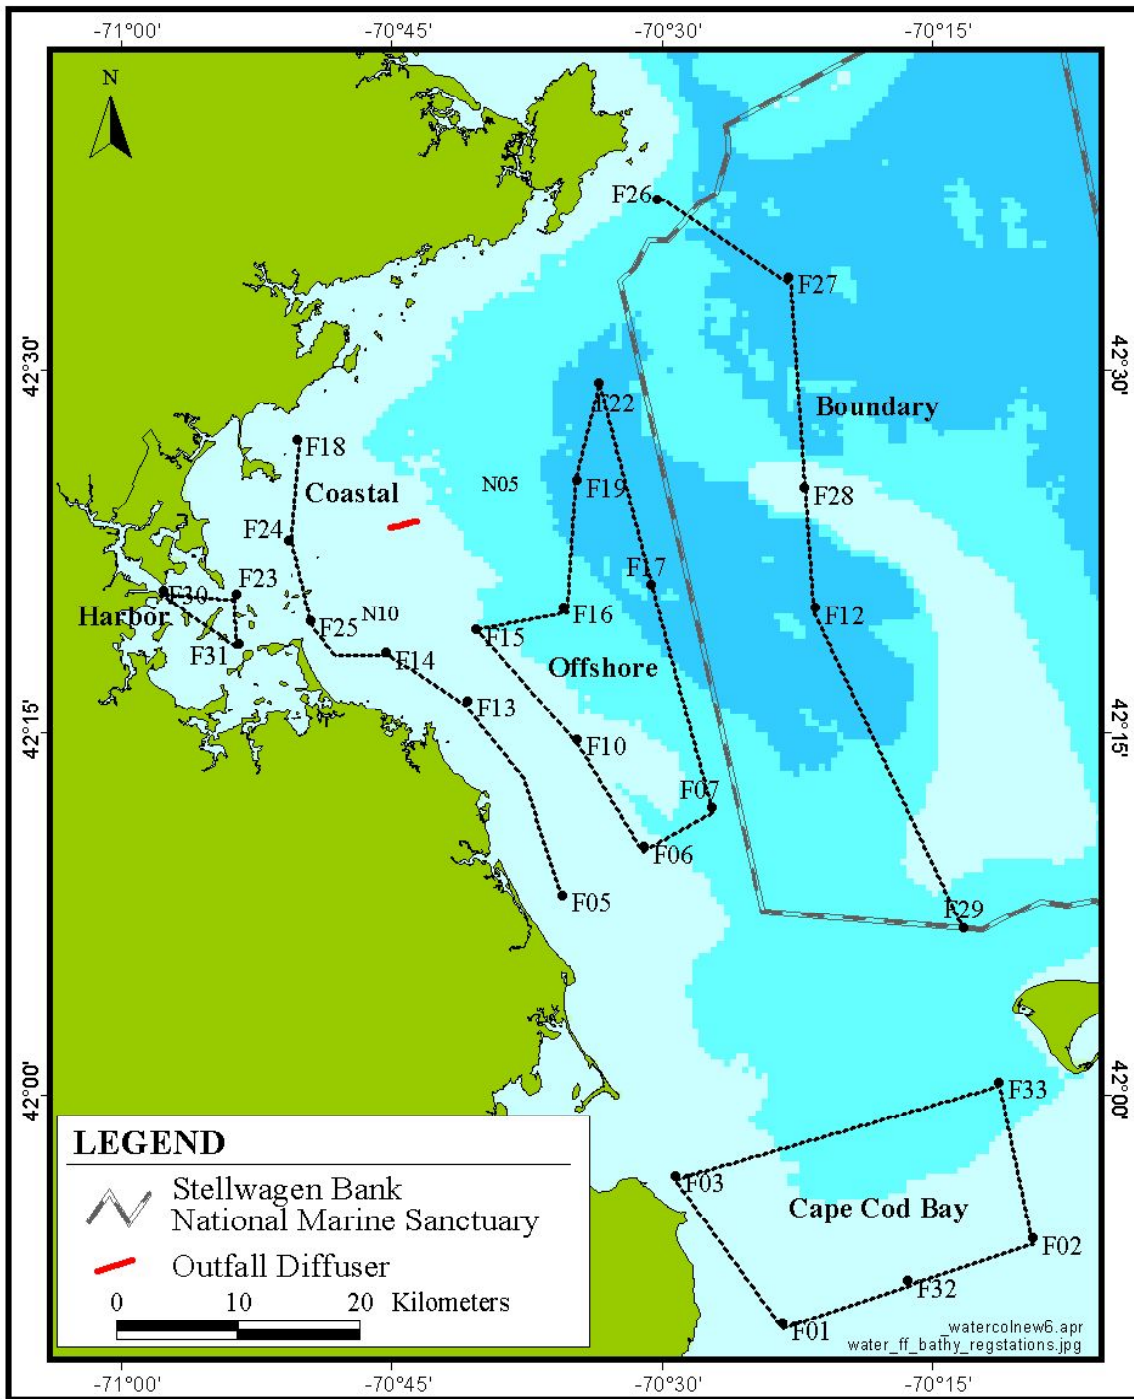 -71°00' -70°45' -70°30' -70°15'
N
F26
F27
42°30' 42°30'
F22
Boundary
F18
Coastal N05 F19 F28
F24
F30 F23 F17
Harbor N10 F16 F12
F25 F15
F31 F14 Offshore
F13
42°15' 42°15'
F10
F07
F06
F05
F29
42°00' 42°00'
F33
LEGEND
F03
Stellwagen Bank
National Marine Sanctuary
Cape Cod Bay
F02
Outfall Diffuser
F32
0 10 20 Kilometers
F01
_watercolnew6.apr
water_ff_bathy_regstations.jpg
-71°00' -70°45' -70°30' -70°15'